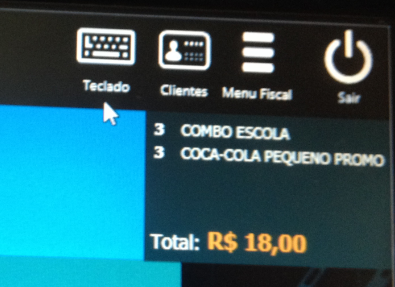 Teclado Clientes Menu Fiscal Sair
3 COMBO ESCOLA
3 COCA-COLA PEQUENO PROMO
Total: R$ 18,00